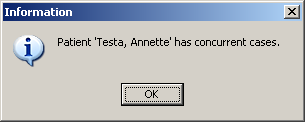 Information
Patient 'Testa, Annette' has concurrent cases.
OK